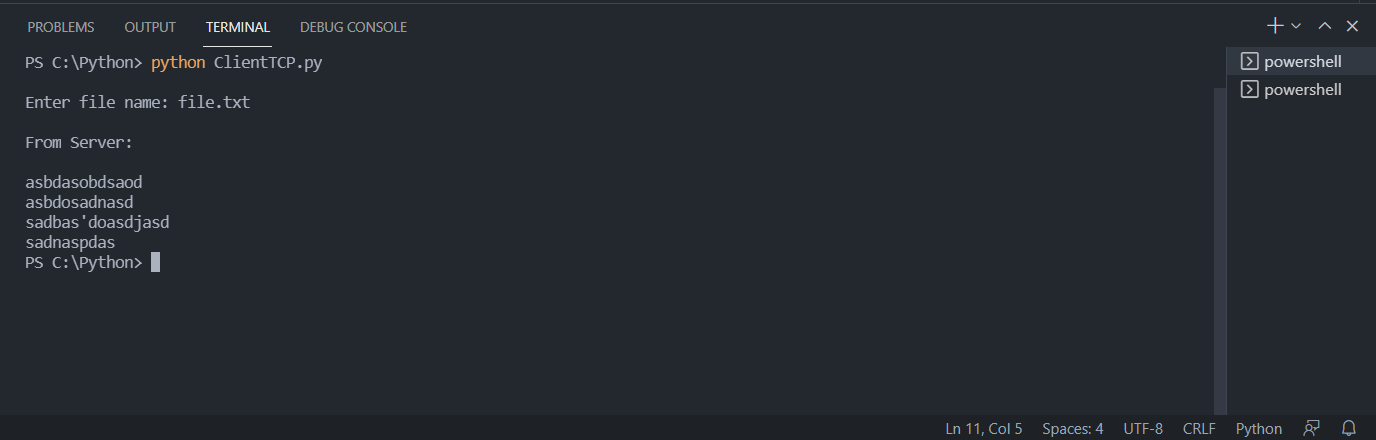 PROBLEMS OUTPUT TERMINAL DEBUG CONSOLE
PS C:\Python> python ClientTCP.py
Enter file name: file.txt
From Server:
asbdasobdsaod
asbdosadnasd
sadbas'doasdjasd
sadnaspdas
PS C:\Python>
powershell
powershell
Ln 11, Col 5 Spaces: 4 UTF-8 CRLF Python